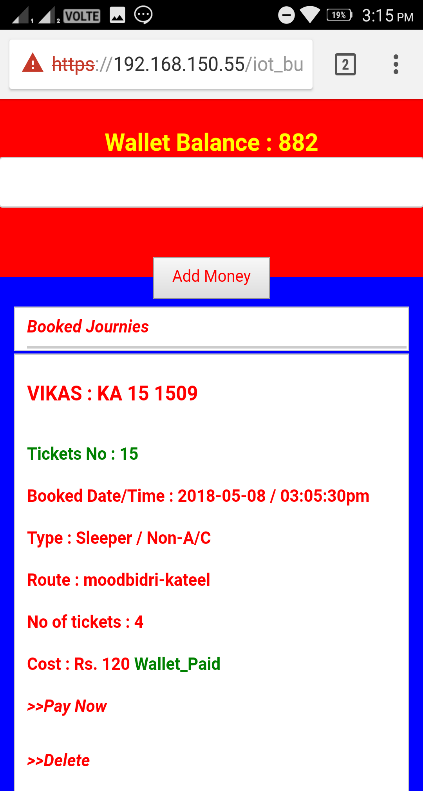 1 2 VOLTE 19% 3:15 PM
https://192.168.150.55/iot_bu 2
Wallet Balance : 882
Add Money
Booked Journies
VIKAS : KA 15 1509
Tickets No : 15
Booked Date/Time : 2018-05-08 / 03:05:30pm
Type : Sleeper / Non-A/C
Route : moodbidri-kateel
No of tickets : 4
Cost : Rs. 120 Wallet_Paid
>>Pay Now
>>Delete